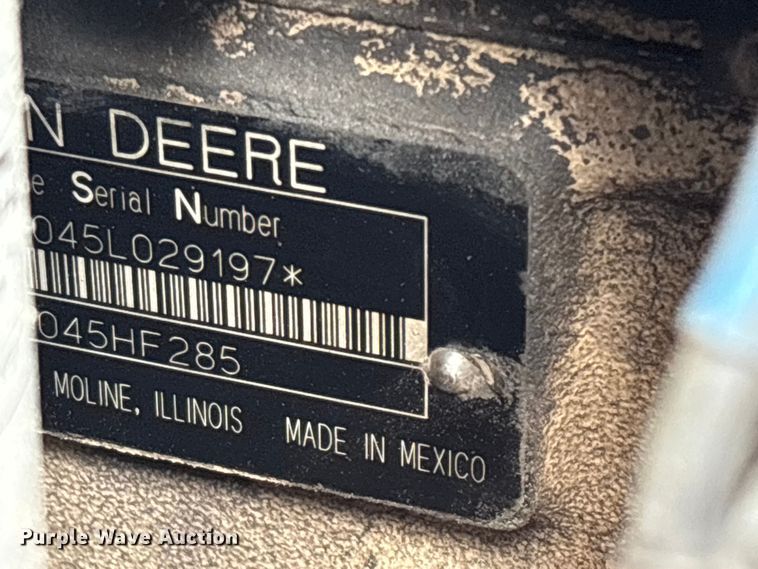 N DEERE
e Serial Number
045L029197*
045HF285
MOLINE, ILLINOIS MADE IN MEXICO
Purple Wave Auction